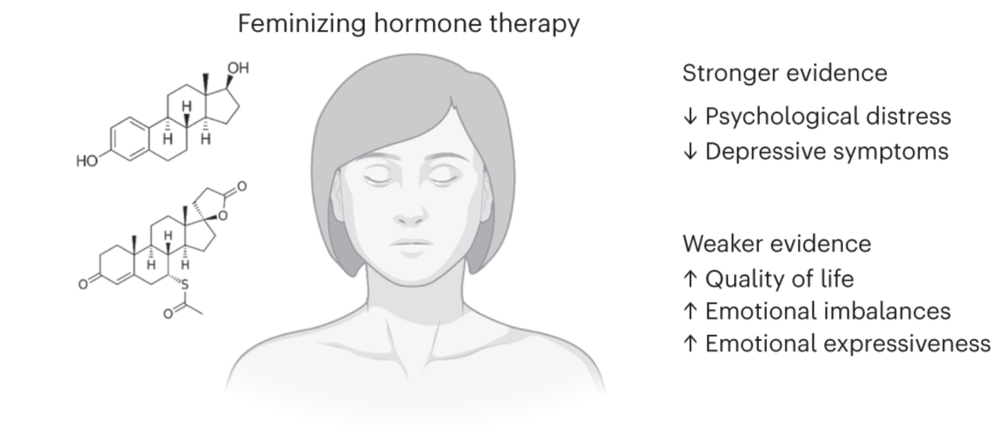 Feminizing hormone therapy
OH
H
H
H
HO
O
O
H
H
H
O
S
O
Stronger evidence
↓ Psychological distress
↓ Depressive symptoms
Weaker evidence
↑ Quality of life
↑ Emotional imbalances
↑ Emotional expressiveness